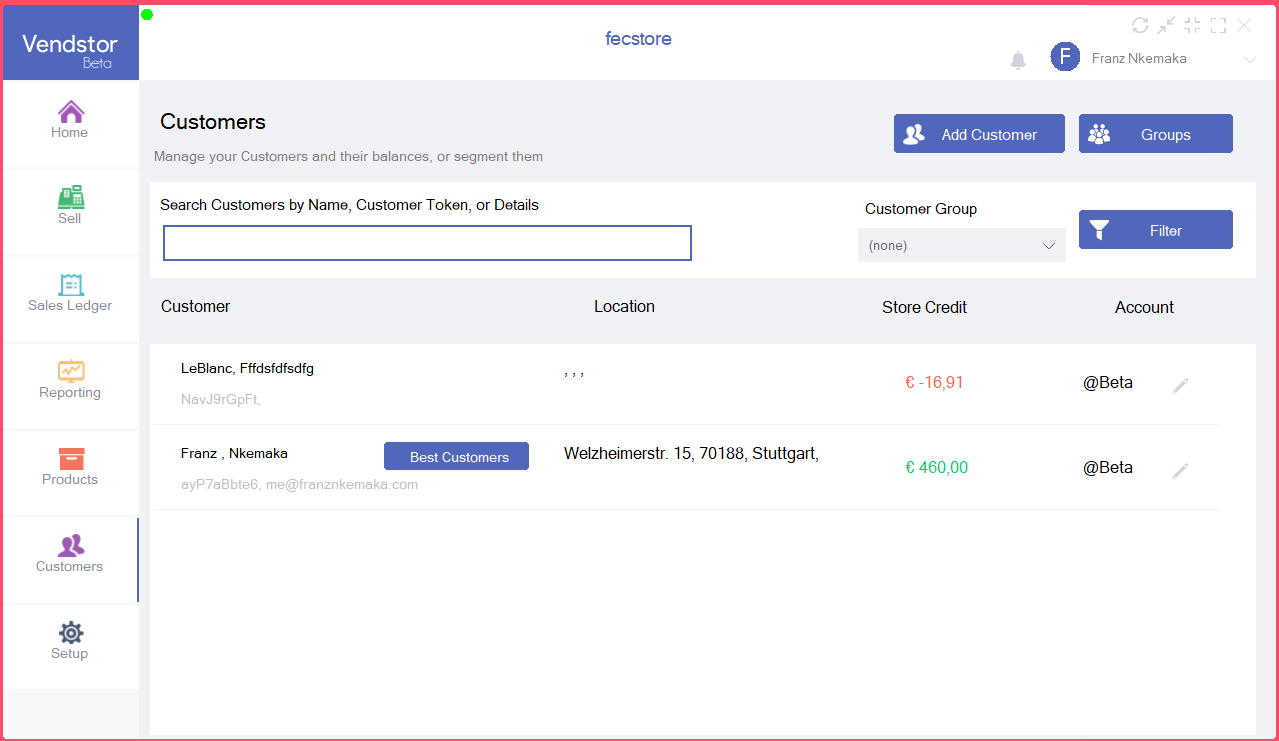 Vendstor
Beta
fecstore
F
Franz Nkemaka
Home
Sell
Sales Ledger
Reporting
Products
Customers
Setup
Customers
Manage your Customers and their balances, or segment them
Add Customer
Groups
Search Customers by Name, Customer Token, or Details
Customer Group
(none)
Filter
Customer Location Store Credit Account
LeBlanc, Fffdsfdfsdfg , , , € -16,91 @Beta
NavJ9rGpFt,
Franz , Nkemaka Best Customers Welzheimerstr. 15, 70188, Stuttgart, € 460,00 @Beta
ayP7aBbte6, me@franznkemaka.com